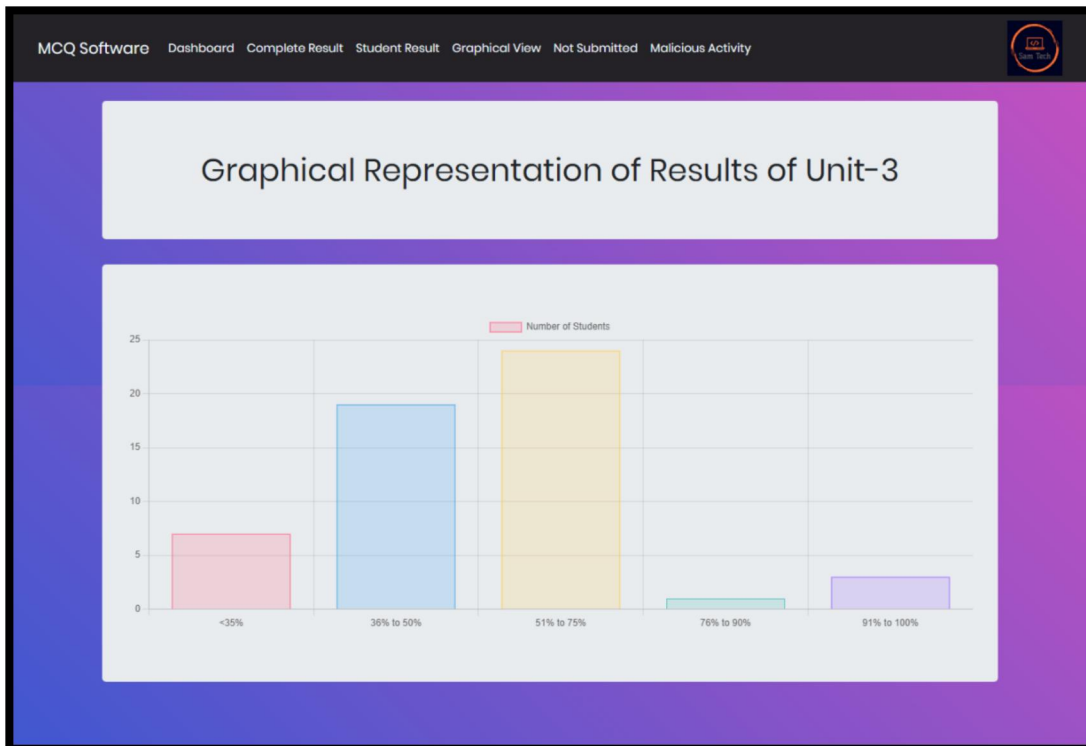 MCQ Software Dashboard Complete Result Student Result Graphical View Not Submitted Malicious Activity
</>
Sam Tech
Graphical Representation of Results of Unit-3
Number of Students
25
20
15
10
5
0
<35% 36% to 50% 51% to 75% 76% to 90% 91% to 100%